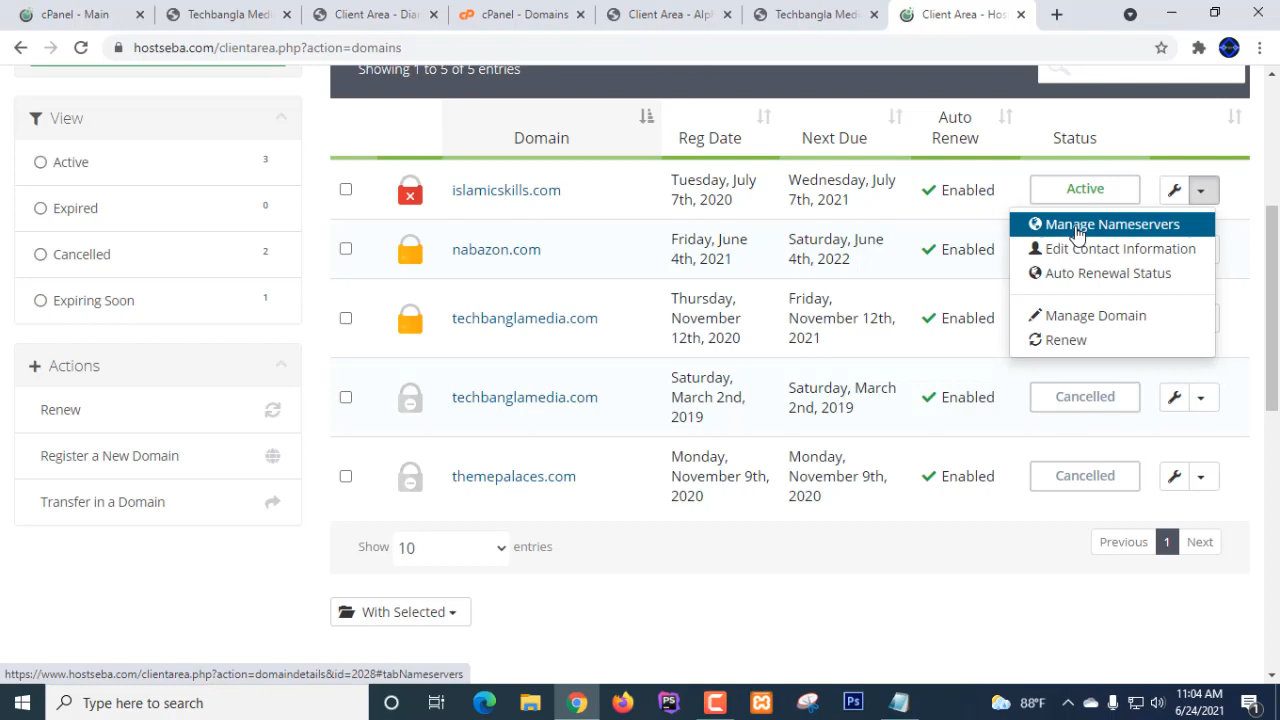 cPanel - Main
Techbangla Med
Client Area - Dia
cPanel - Domains
Client Area - Alp
Techbangla Med
Client Area - Hos
hostseba.com/clientarea.php?action=domains
Showing 1 to 5 of 5 entries
View
Active 3
Expired 0
Cancelled 2
Expiring Soon 1
Actions
Renew
Register a New Domain
Transfer in a Domain
Domain
Reg Date
Next Due
Auto
Renew
Status
islamicskills.com
Tuesday, July
7th, 2020
Wednesday, July
7th, 2021
Enabled
Active
nabazon.com
Friday, June
4th, 2021
Saturday, June
4th, 2022
Enabled
techbanglamedia.com
Thursday,
November
12th, 2020
Friday,
November 12th,
2021
Enabled
Manage Nameservers
Edit Contact Information
Auto Renewal Status
Manage Domain
Renew
techbanglamedia.com
Saturday,
March 2nd,
2019
Saturday, March
2nd, 2019
Enabled
Cancelled
themepalaces.com
Monday,
November 9th,
2020
Monday,
November 9th,
2020
Enabled
Cancelled
Show 10 entries
Previous 1 Next
With Selected
https://www.hostseba.com/clientarea.php?action=domaindetails&id=2028#tabNameservers
Type here to search
Ps
88°F
11:04 AM
6/24/2021
1